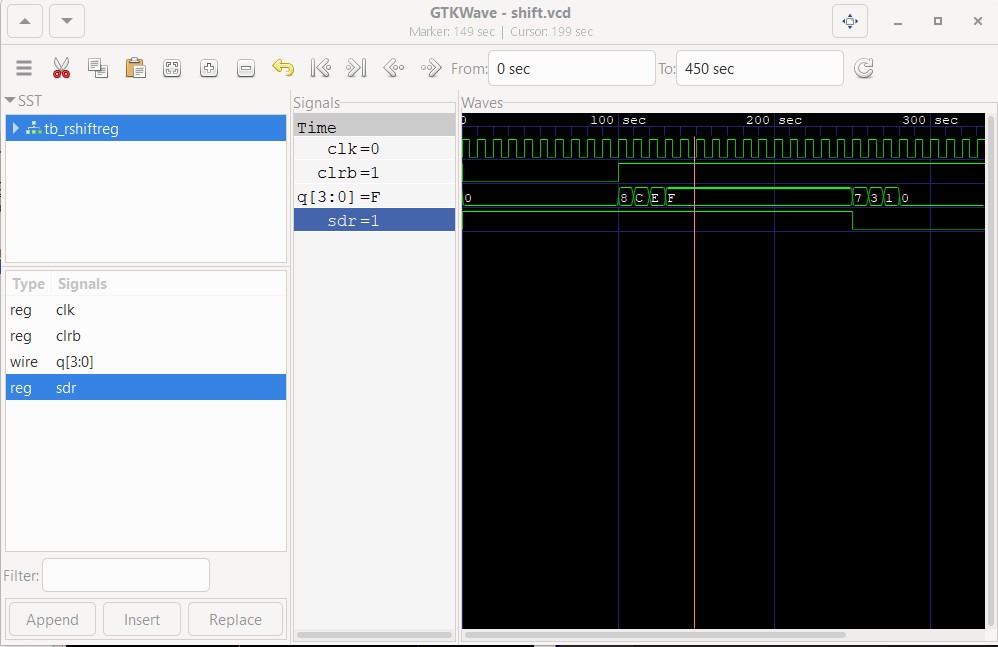 GTKWave - shift.vcd
Marker: 149 sec | Cursor: 199 sec
From: 0 sec To: 450 sec
SST
tb_rshiftreg
Type Signals
reg clk
reg clrb
wire q[3:0]
reg sdr
Filter:
Append Insert Replace
Signals
Time
clk=0
clrb=1
q[3:0]=F
sdr=1
Waves
0 100 sec 200 sec 300 sec
0 8 C E F 7 3 1 0